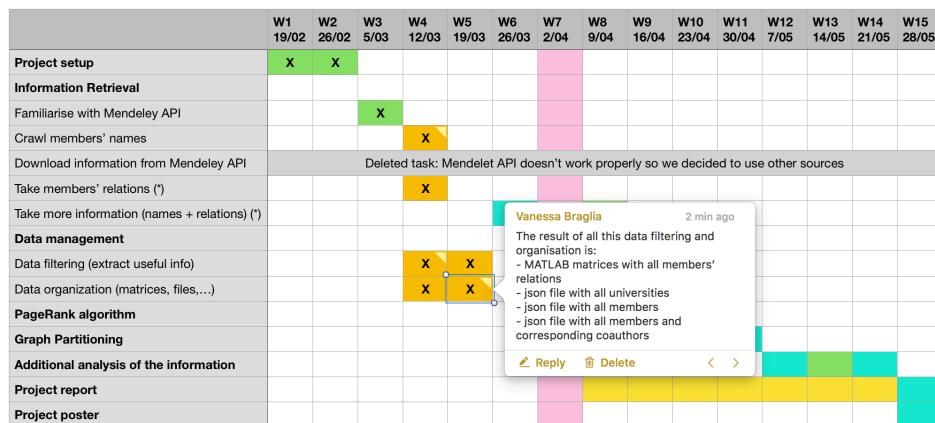 W1 W2 W3 W4 W5 W6 W7 W8 W9 W10 W11 W12 W13 W14 W15
19/02 26/02 5/03 12/03 19/03 26/03 2/04 9/04 16/04 23/04 30/04 7/05 14/05 21/05 28/05
Project setup X X
Information Retrieval
Familiarise with Mendeley API X
Crawl members' names X
Download information from Mendeley API Deleted task: Mendelet API doesn't work properly so we decided to use other sources
Take members' relations (*) X
Take more information (names + relations) (*)
Data management
Data filtering (extract useful info) X X
Data organization (matrices, files,...) X X
PageRank algorithm
Graph Partitioning
Additional analysis of the information
Project report
Project poster
Vanessa Braglia 2 min ago
The result of all this data filtering and
organisation is:
- MATLAB matrices with all members'
relations
- json file with all universities
- json file with all members
- json file with all members and
corresponding coauthors
Reply Delete